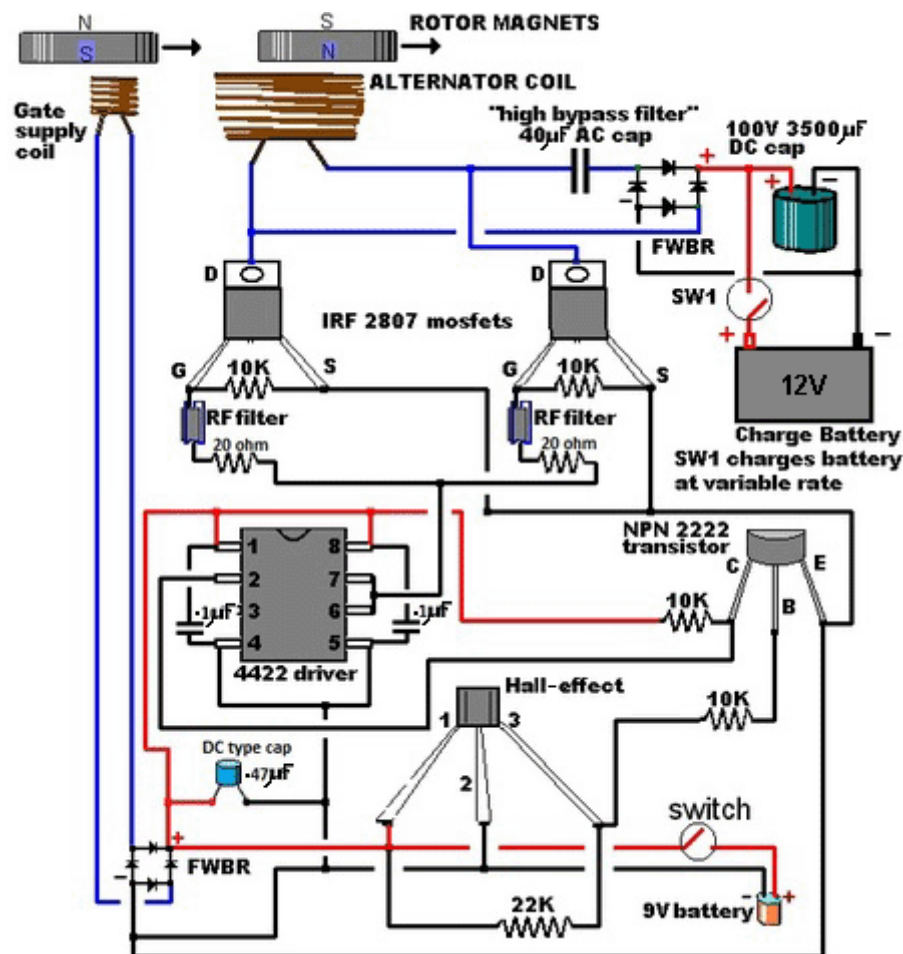 N
S
ROTOR MAGNETS
S
N
ALTERNATOR COIL
Gate
supply
coil
"high bypass filter"
40µF AC cap
100V 3500µF
DC cap
+
+
-
-
FWBR
D
D
SW1
IRF 2807 mosfets
+
-
G
10K
S
G
10K
S
12V
RF filter
RF filter
20 ohm
20 ohm
Charge Battery
SW1 charges battery
at variable rate
NPN 2222
transistor
1
8
C
E
2
7
B
.1µF
3
6
.1µF
10K
4
5
4422 driver
Hall-effect
10K
1
3
DC type cap
.47µF
2
switch
+
FWBR
-
22K
-
+
9V battery